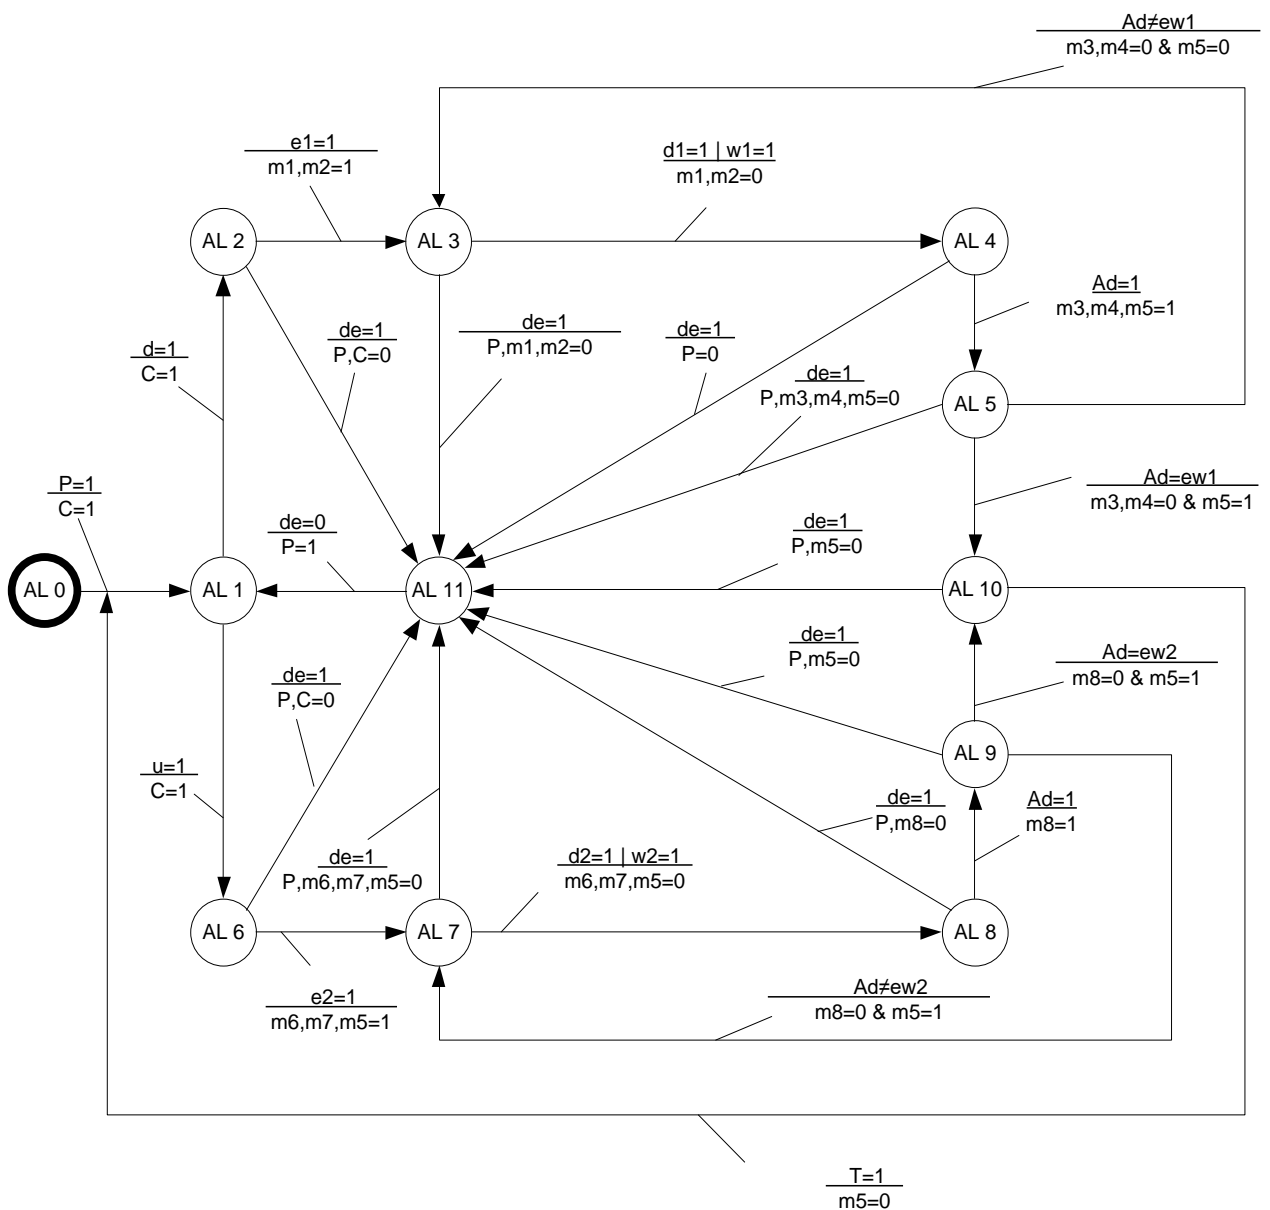 Ad≠ew1
m3,m4=0 & m5=0
e1=1
m1,m2=1
d1=1 | w1=1
m1,m2=0
AL 2
AL 3
AL 4
Ad=1
m3,m4,m5=1
d=1
C=1
de=1
P,C=0
de=1
P,m1,m2=0
de=1
P=0
de=1
P,m3,m4,m5=0
AL 5
P=1
C=1
Ad=ew1
m3,m4=0 & m5=1
de=0
P=1
de=1
P,m5=0
AL 0
AL 1
AL 11
AL 10
de=1
P,C=0
de=1
P,m5=0
Ad=ew2
m8=0 & m5=1
AL 9
u=1
C=1
de=1
P,m8=0
Ad=1
m8=1
de=1
P,m6,m7,m5=0
d2=1 | w2=1
m6,m7,m5=0
AL 6
AL 7
AL 8
e2=1
m6,m7,m5=1
Ad≠ew2
m8=0 & m5=1
T=1
m5=0